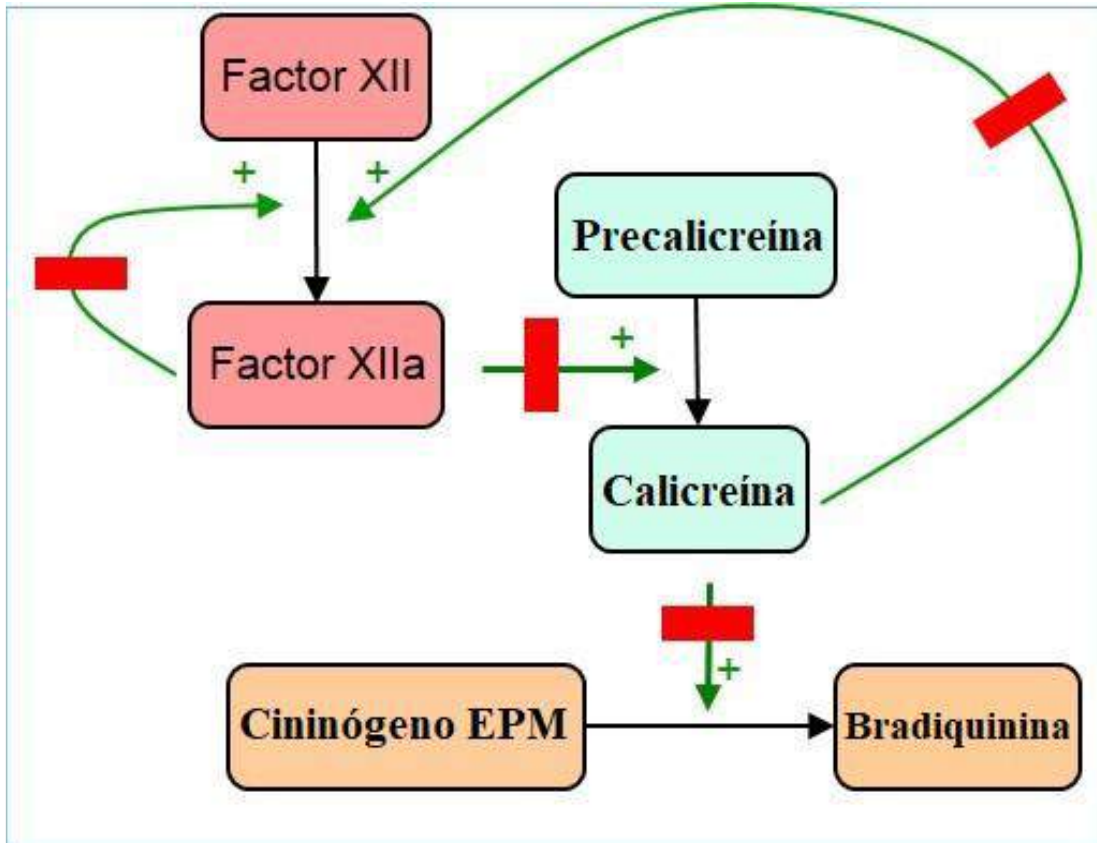 Factor XII
+
+
Precalicreína
Factor XIIa
+
Calicreína
+
Cininógeno EPM
Bradiquinina